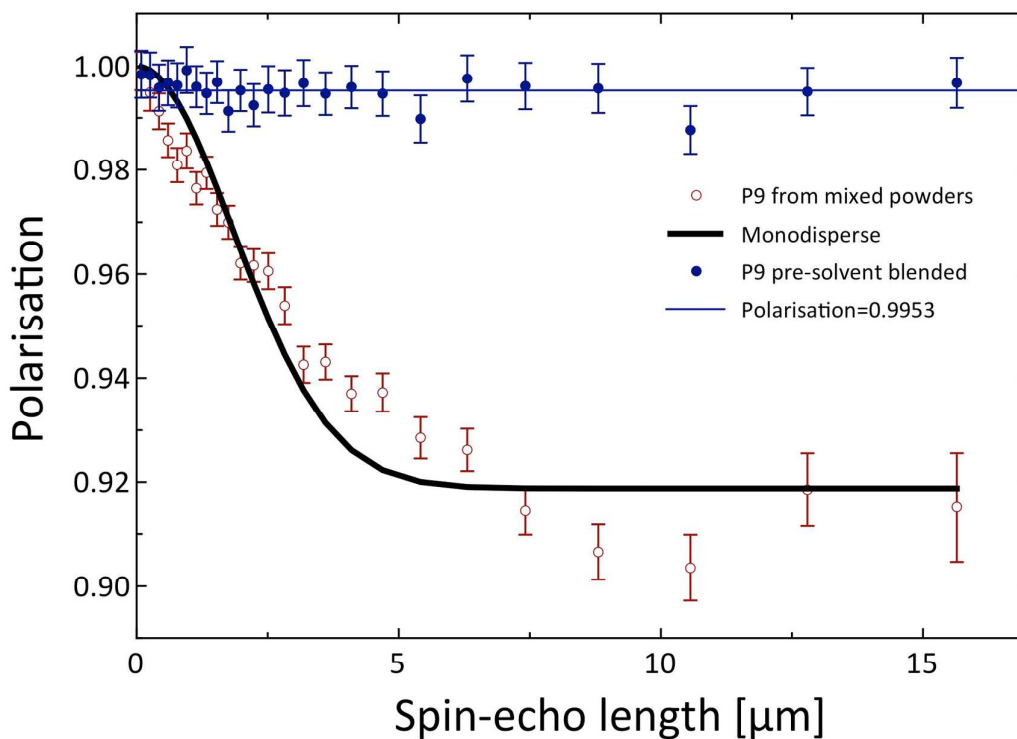 Polarisation
1.00
0.98
0.96
0.94
0.92
0.90
P9 from mixed powders
Monodisperse
P9 pre-solvent blended
Polarisation=0.9953
0
5
10
15
Spin-echo length [μm]